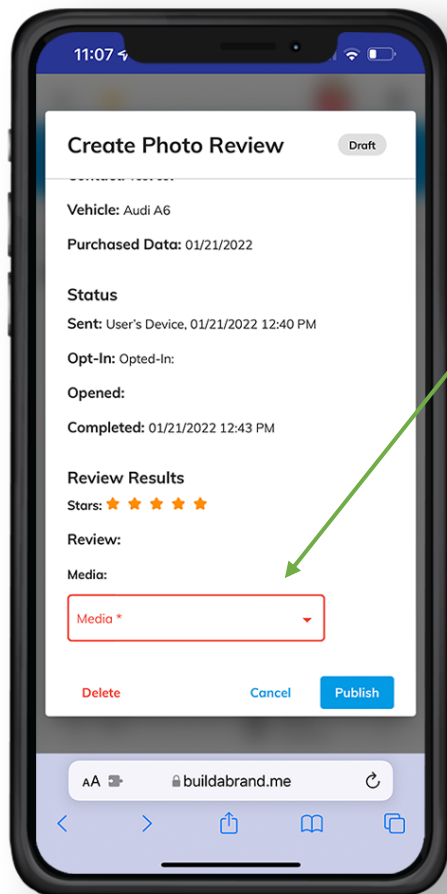 11:07
Create Photo Review
Draft
Vehicle: Audi A6
Purchased Data: 01/21/2022
Status
Sent: User's Device, 01/21/2022 12:40 PM
Opt-In: Opted-In:
Opened:
Completed: 01/21/2022 12:43 PM
Review Results
Stars:
Review:
Media:
Media *
Delete Cancel Publish
AA buildabrand.me